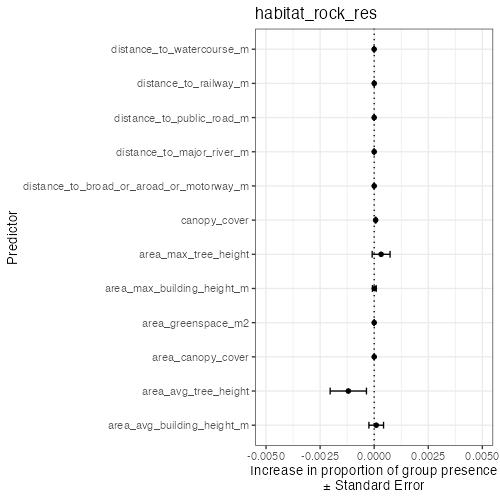 habitat_rock_res
distance_to_watercourse_m
distance_to_railway_m
distance_to_public_road_m
distance_to_major_river_m
distance_to_broad_or_aroad_or_motorway_m
canopy_cover
area_max_tree_height
area_max_building_height_m
area_greenspace_m2
area_canopy_cover
area_avg_tree_height
area_avg_building_height_m
Predictor
-0.0050 -0.0025 0.0000 0.0025 0.0050
Increase in proportion of group presence
± Standard Error